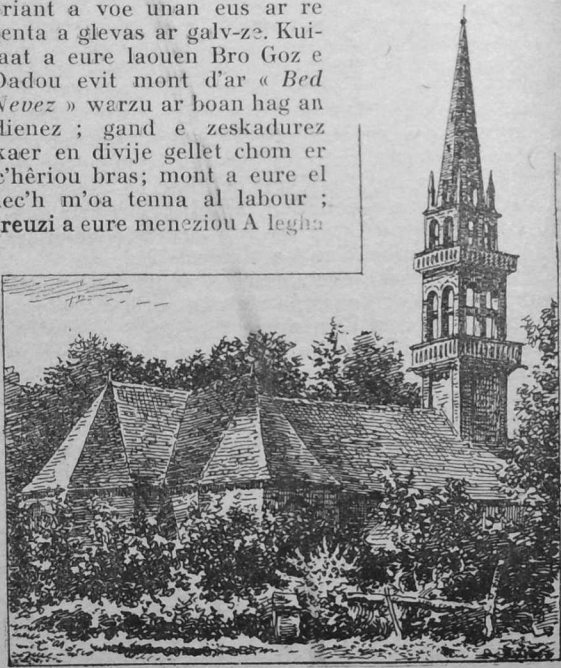 riant a voe unan eus ar re
enta a glevas ar galv-ze. Kui-
aat a eure laouen Bro Goz e
Dadou evit mont d'ar « Bed
Nevez » warzu ar boan hag an
dienez ; gand e zeskadurez
kaer en divije gellet chom er
c'hêriou bras; mont a eure el
lec'h m'oa tenna al labour ;
treuzi a eure meneziou A